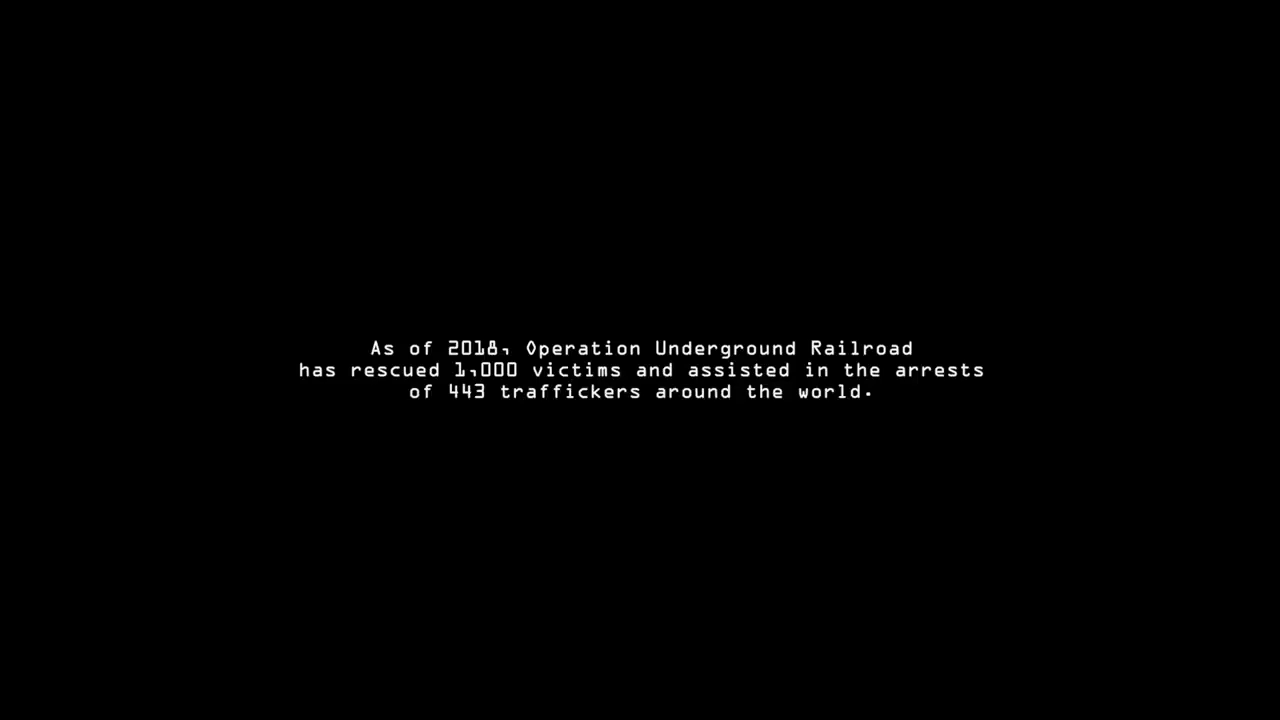 As of 2018, Operation Underground Railroad
has rescued 1,000 victims and assisted in the arrests
of 443 traffickers around the world.